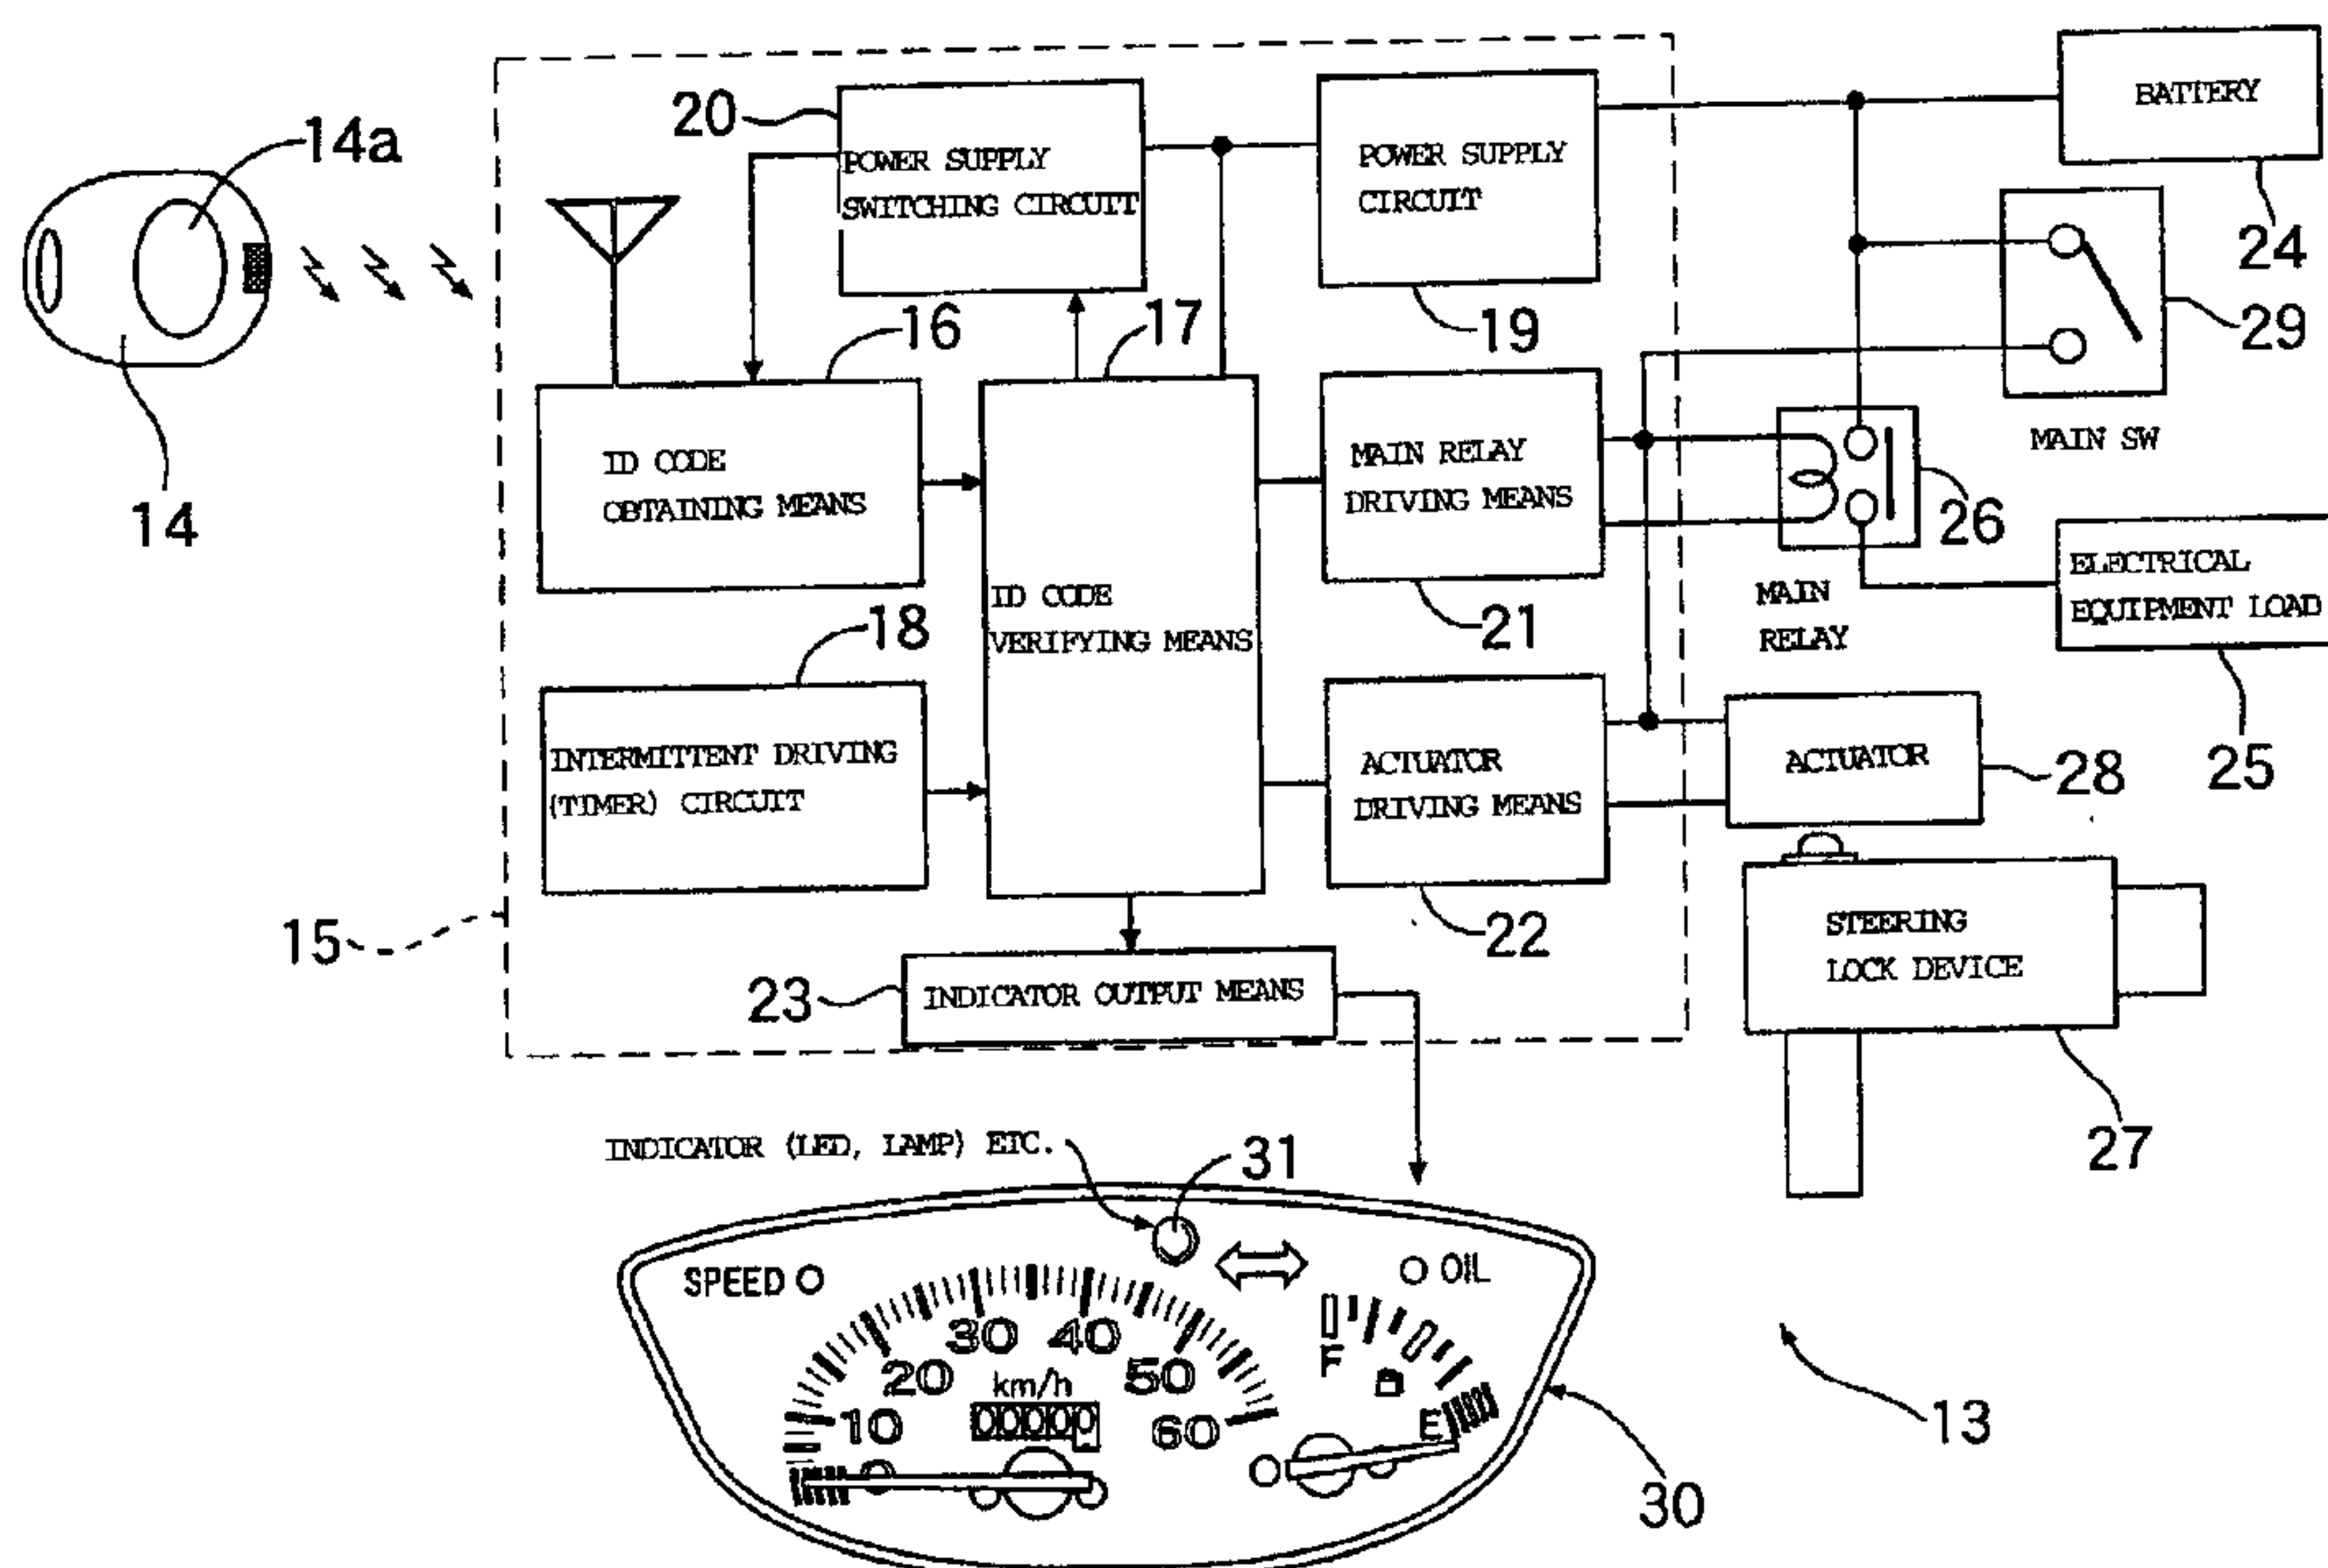 14a
14
15
20
POWER SUPPLY
SWITCHING CIRCUIT
POWER SUPPLY
CIRCUIT
19
BATTERY
24
29
MAIN SW
16
ID CODE
OBTAINING MEANS
17
ID CODE
VERIFYING MEANS
MAIN RELAY
DRIVING MEANS
21
26
MAIN
RELAY
ELECTRICAL
EQUIPMENT LOAD
25
18
INTERMITTENT DRIVING
(TIMER) CIRCUIT
ACTUATOR
DRIVING MEANS
22
ACTUATOR
28
STEERING
LOCK DEVICE
27
23
INDICATOR OUTPUT MEANS
INDICATOR (LED, LAMP) ETC.
31
SPEED
OIL
10
20
30
40
50
60
km/h
00000
F
E
13
30